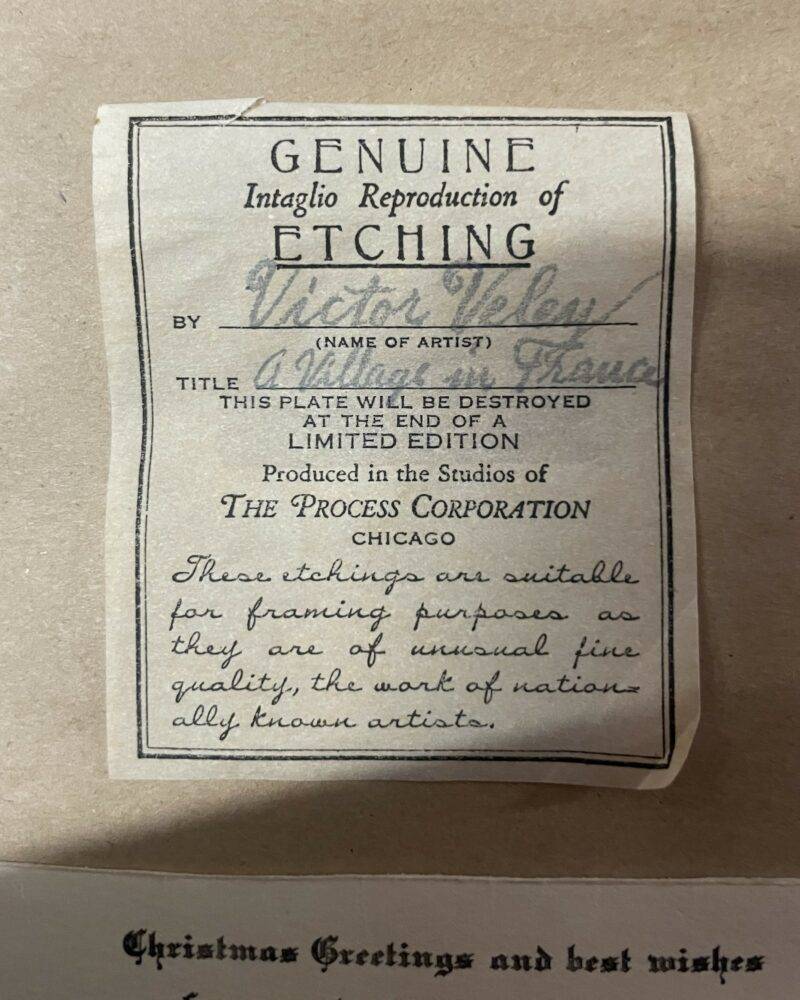 GENUINE
Intaglio Reproduction of
ETCHING
BY Victor Veley
(NAME OF ARTIST)
TITLE A Village in France
THIS PLATE WILL BE DESTROYED
AT THE END OF A
LIMITED EDITION
Produced in the Studios of
THE PROCESS CORPORATION
CHICAGO
These etchings are suitable
for framing purposes as
they are of unusual fine
quality, the work of nation=
ally known artists.
Christmas Greetings and best wishes